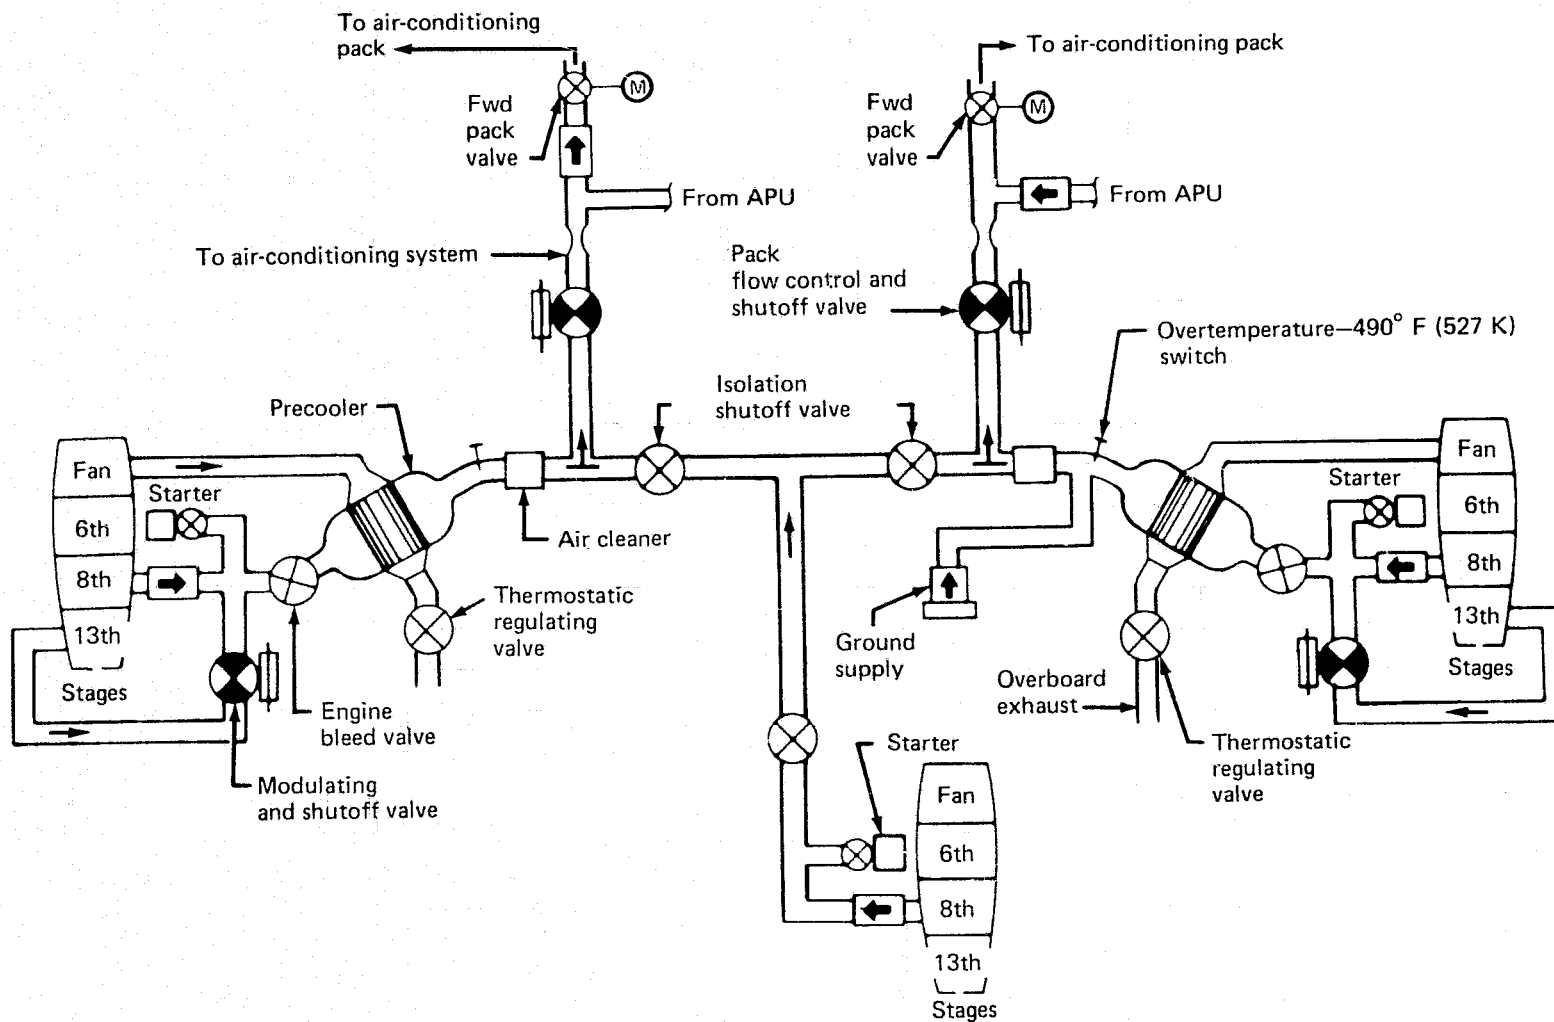 To air-conditioning
pack
To air-conditioning pack
M
M
Fwd
pack
valve
Fwd
pack
valve
From APU
From APU
To air-conditioning system
Pack
flow control and
shutoff valve
Overtemperature—490° F (527 K)
switch
Isolation
shutoff valve
Precooler
Fan
6th
8th
13th
Stages
Starter
Air cleaner
Thermostatic
regulating
valve
Engine
bleed valve
Modulating
and shutoff valve
Ground
supply
Overboard
exhaust
Thermostatic
regulating
valve
Starter
Fan
6th
8th
13th
Stages
Starter
Fan
6th
8th
13th
Stages